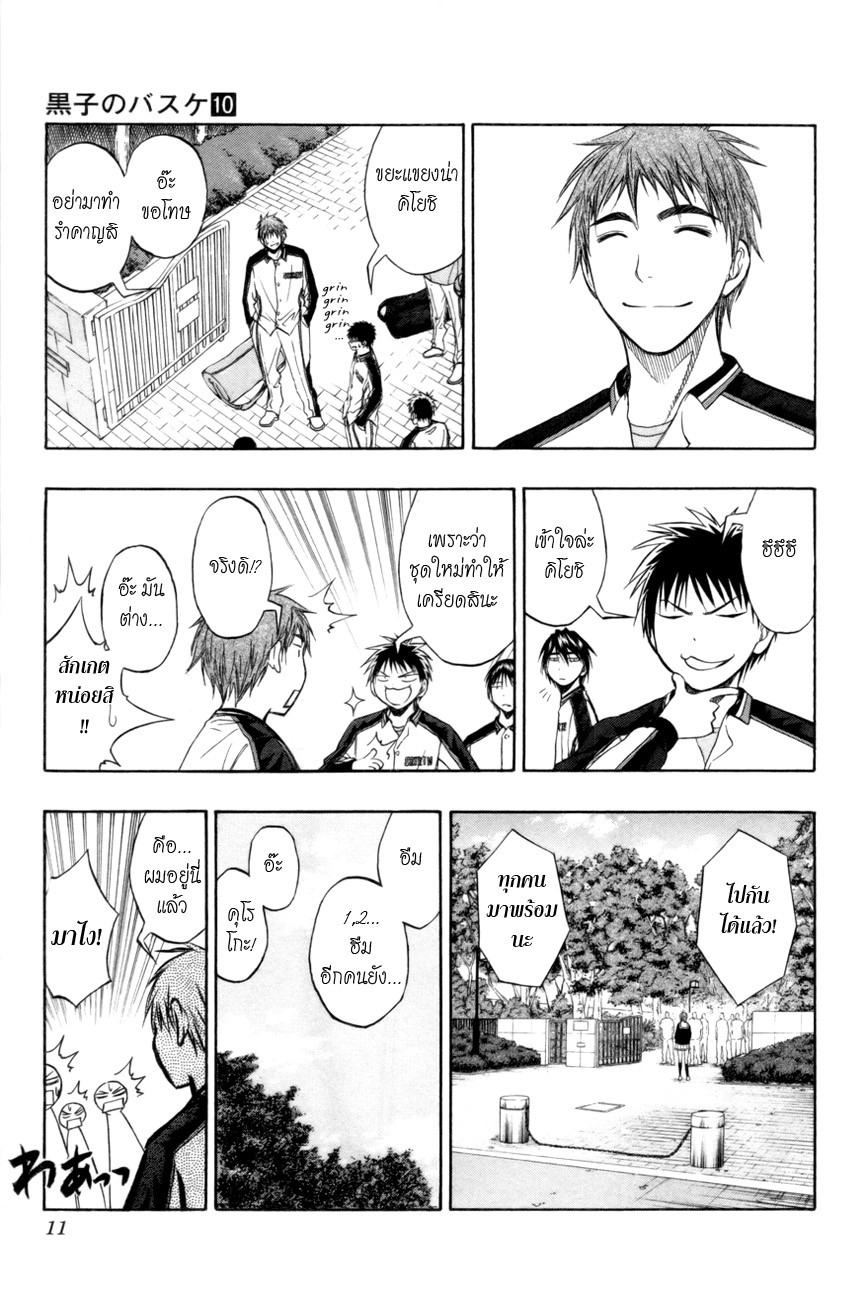 黒子のバスケ10
ขยะแขยงน่า
คิโยชิ
อ๊ะ
ขอโทษ
อย่ามาทำ
รำคาญสิ
grin
grin
grin
grin
...
ฮึฮึฮึ
เข้าใจล่ะ
คิโยชิ
เพราะว่า
ชุดใหม่ทำให้
เครียดสินะ
จริงดิ!?
อ๊ะ มัน
ต่าง...
สักเกต
หน่อยสิ
!!
ไปกัน
ได้แล้ว!
ทุกคน
มาพร้อม
นะ
อืม
1,2...
ฮึม
อีกคนยัง...
อ๊ะ
คุโร
โกะ!
คือ...
ผมอยู่นี่
แล้ว
มาไง!
わあっっ
11